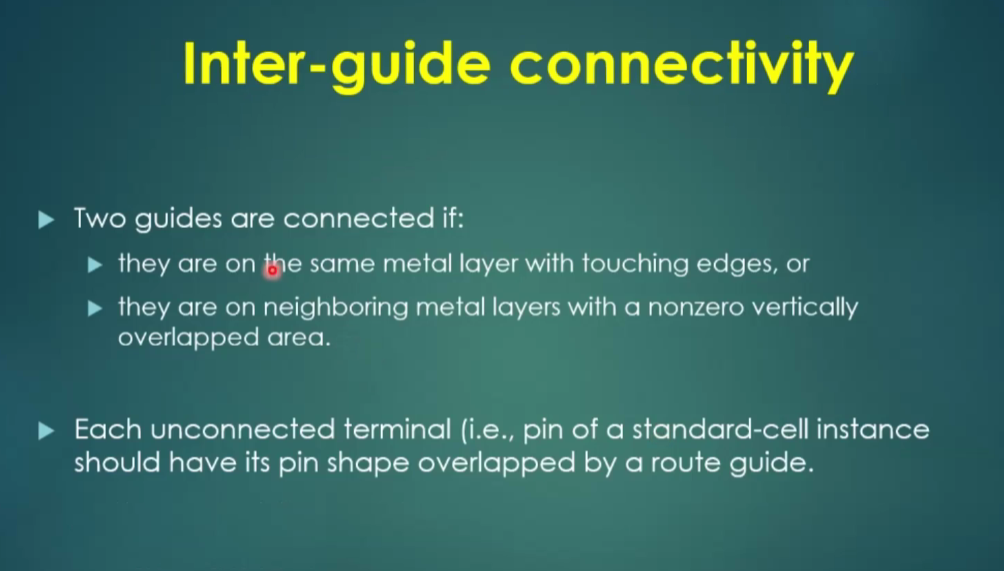 Inter-guide connectivity
Two guides are connected if:
they are on the same metal layer with touching edges, or
they are on neighboring metal layers with a nonzero vertically
overlapped area.
Each unconnected terminal (i.e., pin of a standard-cell instance
should have its pin shape overlapped by a route guide.